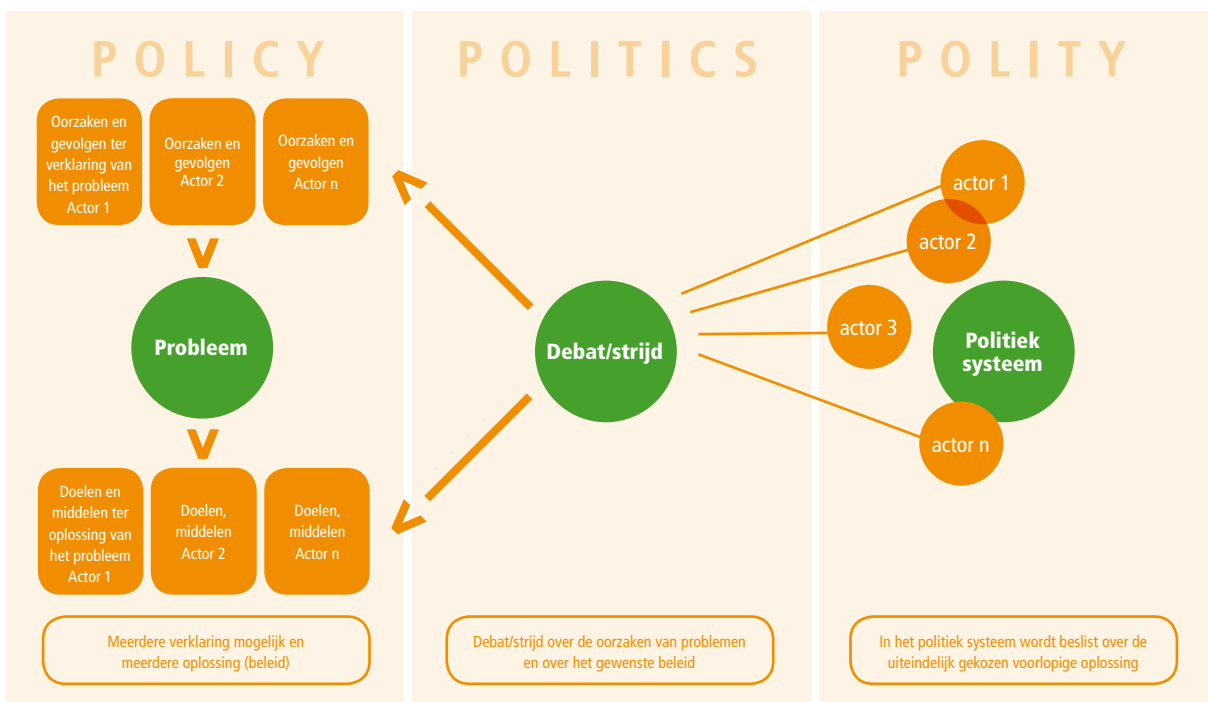 POLICY
Oorzaken en
gevolgen ter
verklaring van
het probleem
Actor 1
Oorzaken en
gevolgen
Actor 2
Oorzaken en
gevolgen
Actor n
Probleem
Doelen en
middelen ter
oplossing van
het probleem
Actor 1
Doelen,
middelen
Actor 2
Doelen,
middelen
Actor n
Meerdere verklaring mogelijk en
meerdere oplossing (beleid)
POLITICS
Debat/strijd
Debat/strijd over de oorzaken van problemen
en over het gewenste beleid
POLITY
actor 1
actor 2
actor 3
Politiek
systeem
actor n
In het politiek systeem wordt beslist over de
uiteindelijk gekozen voorlopige oplossing